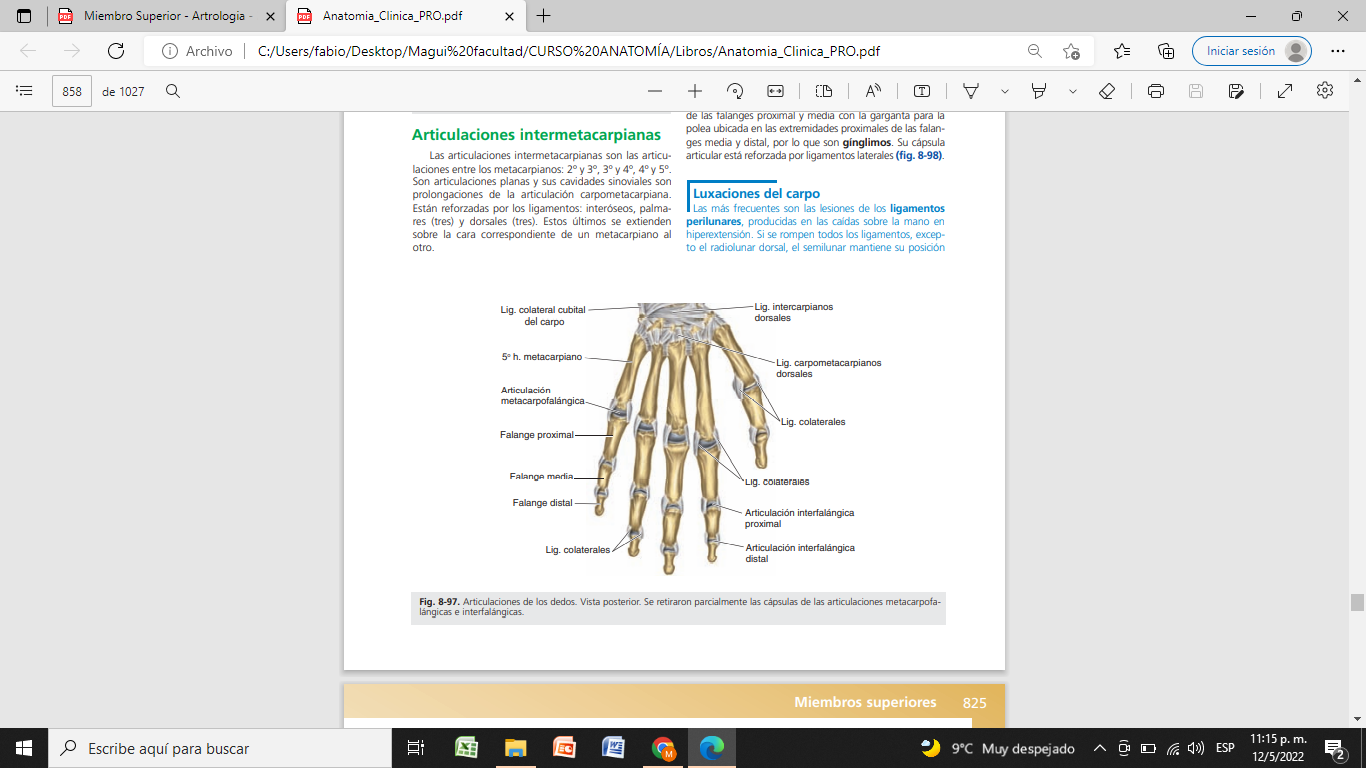 Miembro Superior - Artrologia -
Anatomia_Clinica_PRO.pdf
Archivo
C:/Users/fabio/Desktop/Magui%20facultad/CURSO%20ANATOMÍA/Libros/Anatomia_Clinica_PRO.pdf
Iniciar sesión
858 de 1027
Articulaciones intermetacarpianas
Las articulaciones intermetacarpianas son las articu-
laciones entre los metacarpianos: 2º y 3º, 3º y 4º, 4º y 5º.
Son articulaciones planas y sus cavidades sinoviales son
prolongaciones de la articulación carpometacarpiana.
Están reforzadas por los ligamentos: interóseos, palma-
res (tres) y dorsales (tres). Estos últimos se extienden
sobre la cara correspondiente de un metacarpiano al
otro.
de las falanges proximal y media con la garganta para la
polea ubicada en las extremidades proximales de las falan-
ges media y distal, por lo que son gínglimos. Su cápsula
articular está reforzada por ligamentos laterales (fig. 8-98).
Luxaciones del carpo
Las más frecuentes son las lesiones de los ligamentos
perilunares, producidas en las caídas sobre la mano en
hiperextensión. Si se rompen todos los ligamentos, excep-
to el radiolunar dorsal, el semilunar mantiene su posición
Lig. colateral cubital
del carpo
5º h. metacarpiano
Articulación
metacarpofalángica
Falange proximal
Falange media
Falange distal
Lig. colaterales
Lig. intercarpianos
dorsales
Lig. carpometacarpianos
dorsales
Lig. colaterales
Lig. colaterales
Articulación interfalángica
proximal
Articulación interfalángica
distal
Fig. 8-97. Articulaciones de los dedos. Vista posterior. Se retiraron parcialmente las cápsulas de las articulaciones metacarpofa-
lángicas e interfalángicas.
Miembros superiores 825
Escribe aquí para buscar
9°C Muy despejado
ESP
11:15 p. m.
12/5/2022
2